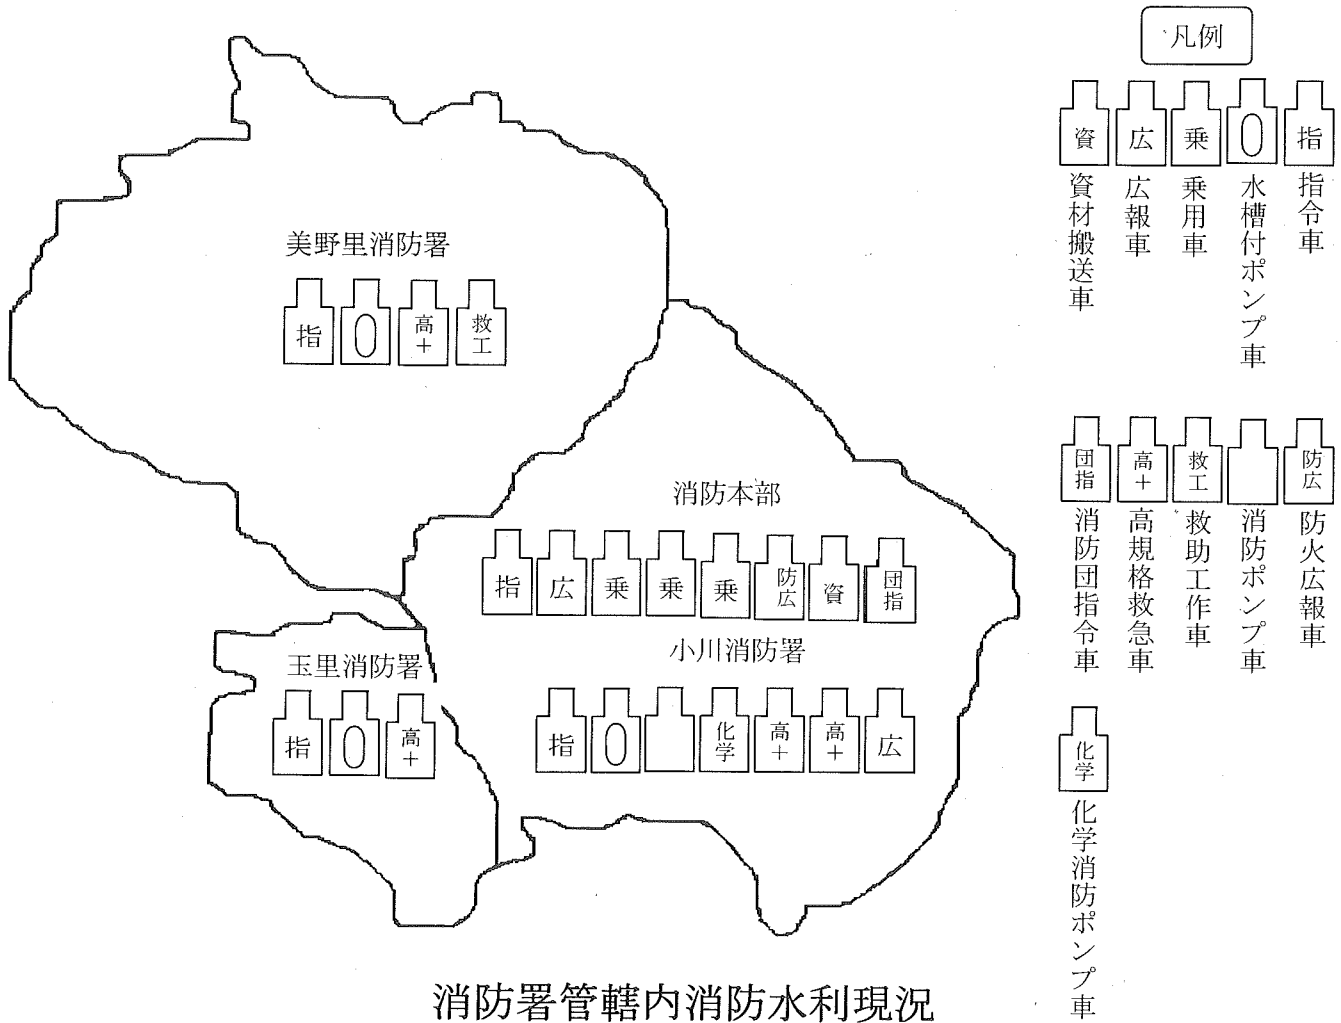 凡例
資
広
乗
指
資材搬送車
広報車
乗用車
水槽付ポンプ車
指令車
団指
高+
救工
防広
消防団指令車
高規格救急車
救助工作車
消防ポンプ車
防火広報車
化学
化学消防ポンプ車
美野里消防署
指
高+
救工
消防本部
指
広
乗
乗
乗
防広
資
団指
小川消防署
指
化学
高+
高+
広
玉里消防署
指
高+
消防署管轄内消防水利現況